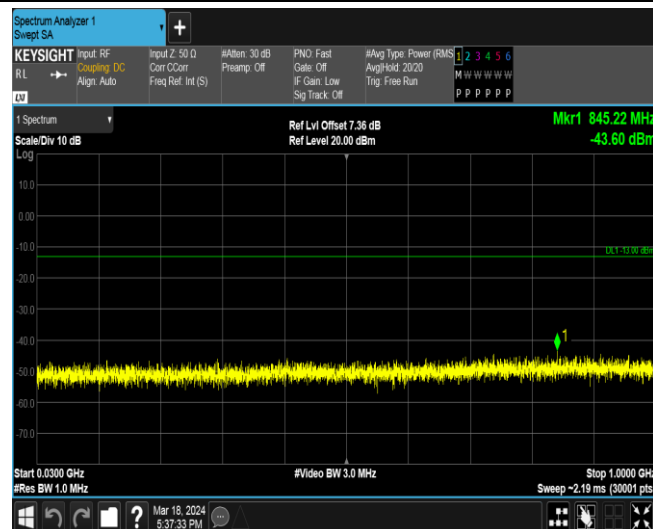 Spectrum Analyzer 1
Swept SA
+
KEYSIGHT Input: RF Input Z: 50 Ω #Atten: 30 dB PNO: Fast #Avg Type: Power (RMS 1 2 3 4 5 6
RL Coupling: DC Corr CCorr Preamp: Off Gate: Off Avg|Hold: 20/20 M W W W W W
Align: Auto Freq Ref: Int (S) IF Gain: Low Trig: Free Run
Sig Track: Off P P P P P P
LXI
1 Spectrum Ref Lvl Offset 7.36 dB Mkr1 845.22 MHz
Scale/Div 10 dB Ref Level 20.00 dBm -43.60 dBm
Log
10.0
0.00
-10.0 DL1 -13.00 dBm
-20.0
-30.0
-40.0 1
-50.0
-60.0
-70.0
Start 0.0300 GHz #Video BW 3.0 MHz Stop 1.0000 GHz
#Res BW 1.0 MHz Sweep ~2.19 ms (30001 pts
? Mar 18, 2024
5:37:33 PM